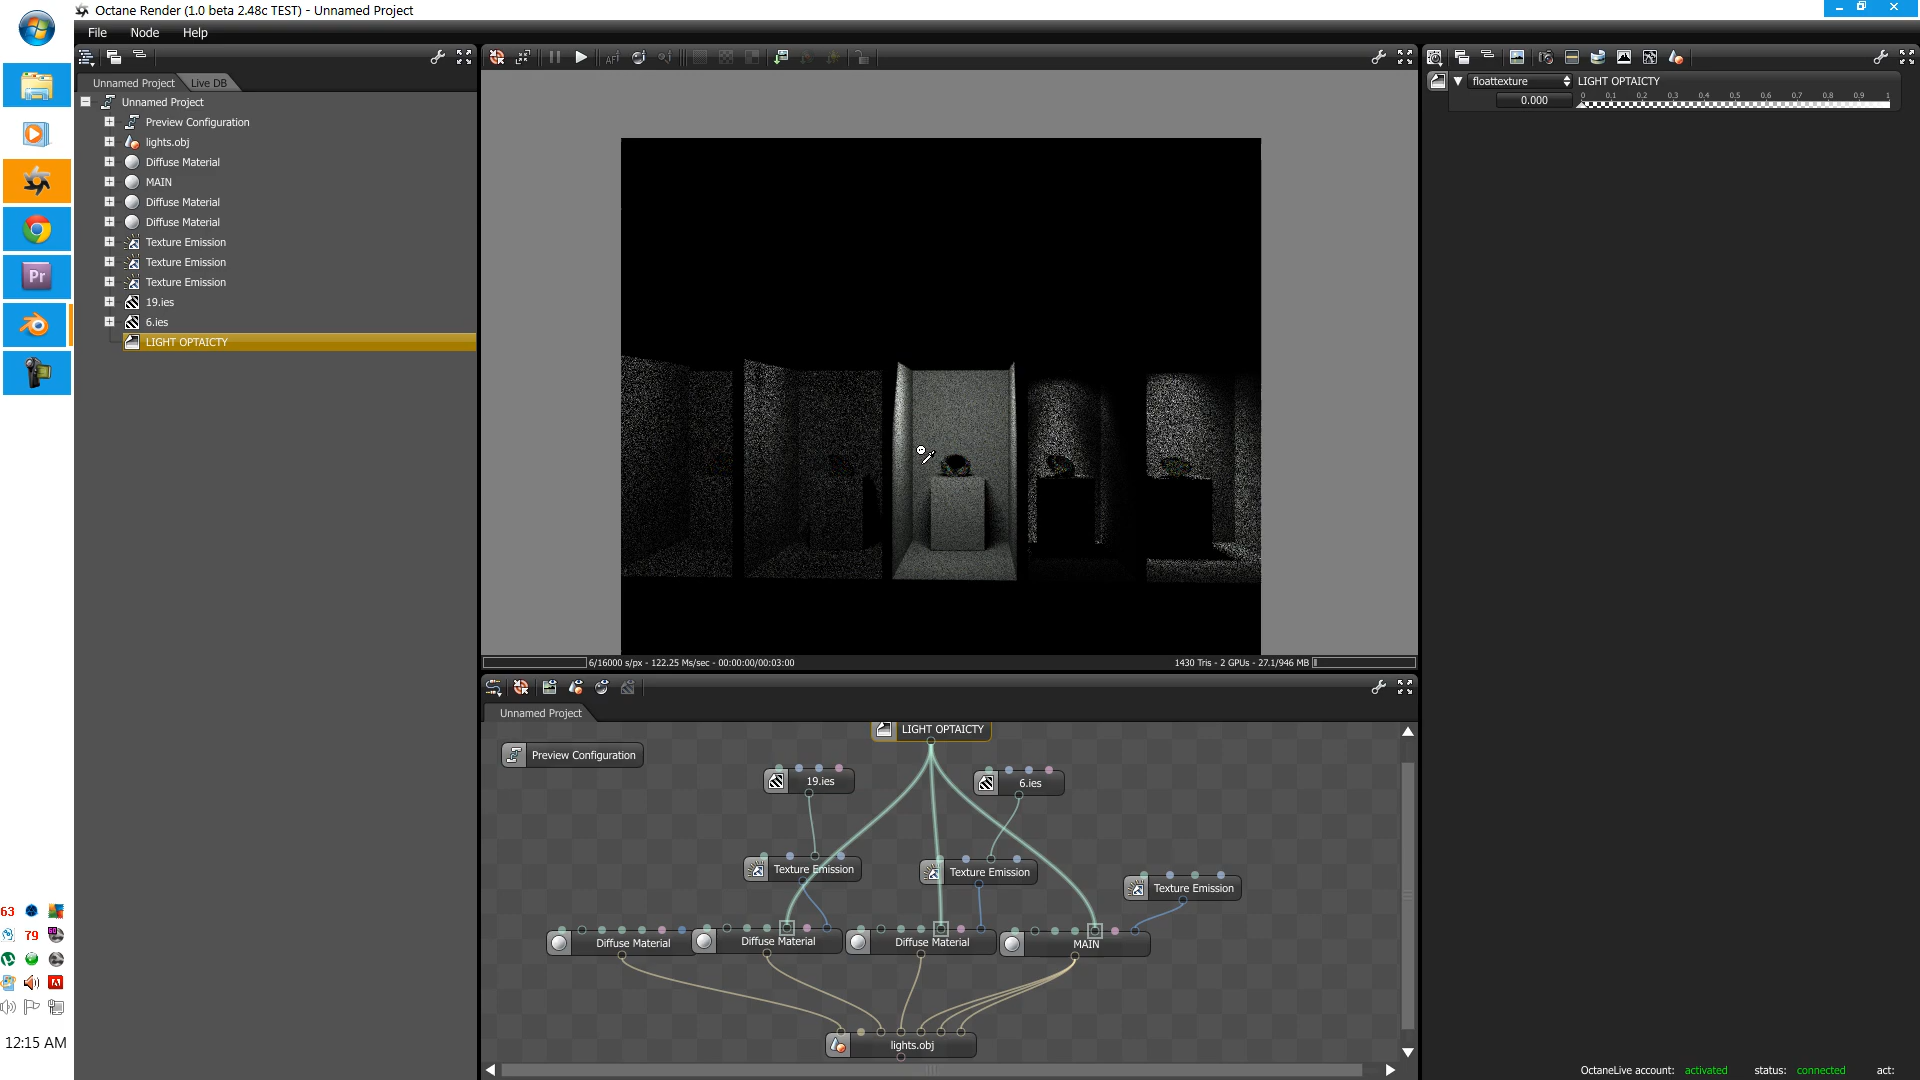 Octane Render (1.0 beta 2.48c TEST) - Unnamed Project
File Node Help
Unnamed Project
Live DB
Unnamed Project
Preview Configuration
lights.obj
Diffuse Material
MAIN
Diffuse Material
Diffuse Material
Texture Emission
Texture Emission
Texture Emission
19.ies
6.ies
LIGHT OPTAICTY
Pr
63
79
12:15 AM
6/16000 s/px - 122.25 Ms/sec - 00:00:00/00:03:00
1430 Tris - 2 GPUs - 27.1/946 MB
Unnamed Project
LIGHT OPTAICTY
Preview Configuration
19.ies
6.ies
Texture Emission
Texture Emission
Texture Emission
Diffuse Material
Diffuse Material
Diffuse Material
MAIN
lights.obj
floattexture
LIGHT OPTAICTY
0.000
0 0.1 0.2 0.3 0.4 0.5 0.6 0.7 0.8 0.9 1
OctaneLive account: activated status: connected act: